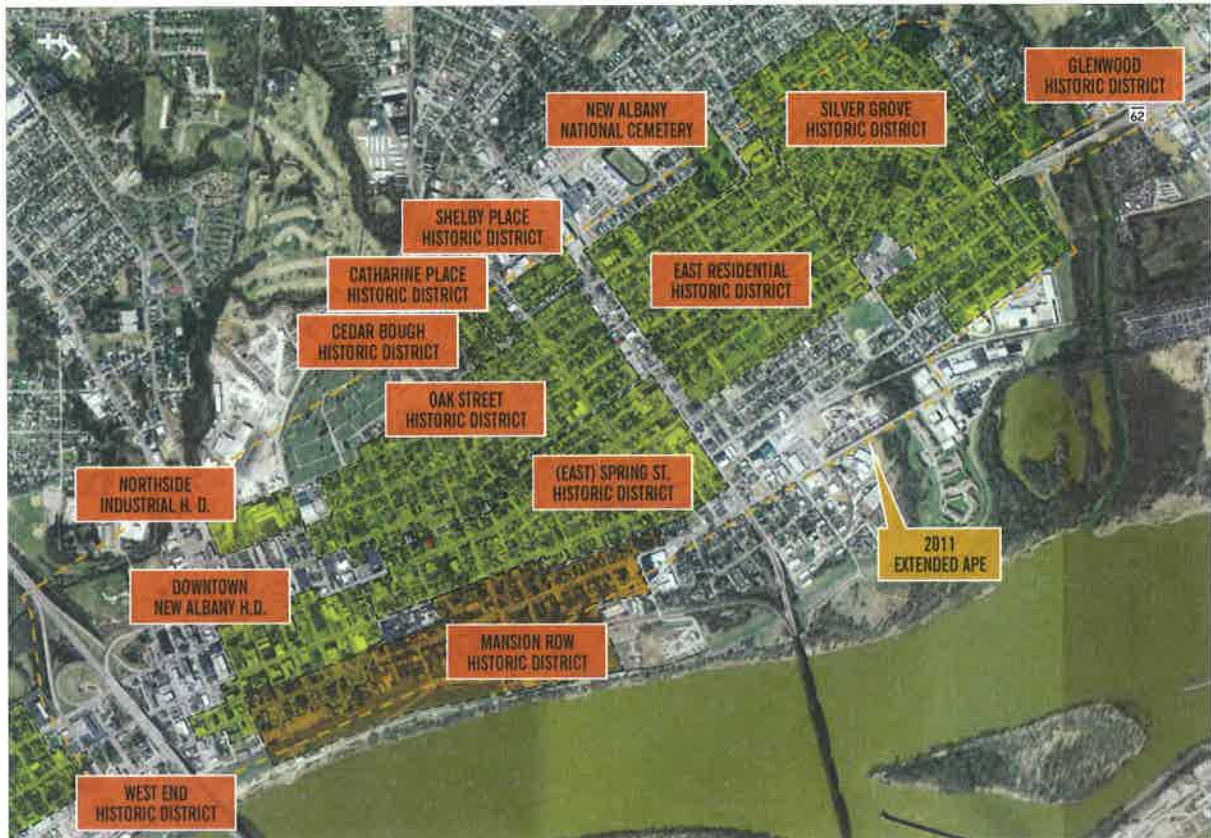 GLENWOOD
HISTORIC DISTRICT
62
NEW ALBANY
NATIONAL CEMETERY
SILVER GROVE
HISTORIC DISTRICT
SHELBY PLACE
HISTORIC DISTRICT
CATHARINE PLACE
HISTORIC DISTRICT
EAST RESIDENTIAL
HISTORIC DISTRICT
CEDAR BOUGH
HISTORIC DISTRICT
OAK STREET
HISTORIC DISTRICT
(EAST) SPRING ST.
HISTORIC DISTRICT
NORTHSIDE
INDUSTRIAL H. D.
2011
EXTENDED APE
DOWNTOWN
NEW ALBANY H.D.
MANSION ROW
HISTORIC DISTRICT
WEST END
HISTORIC DISTRICT